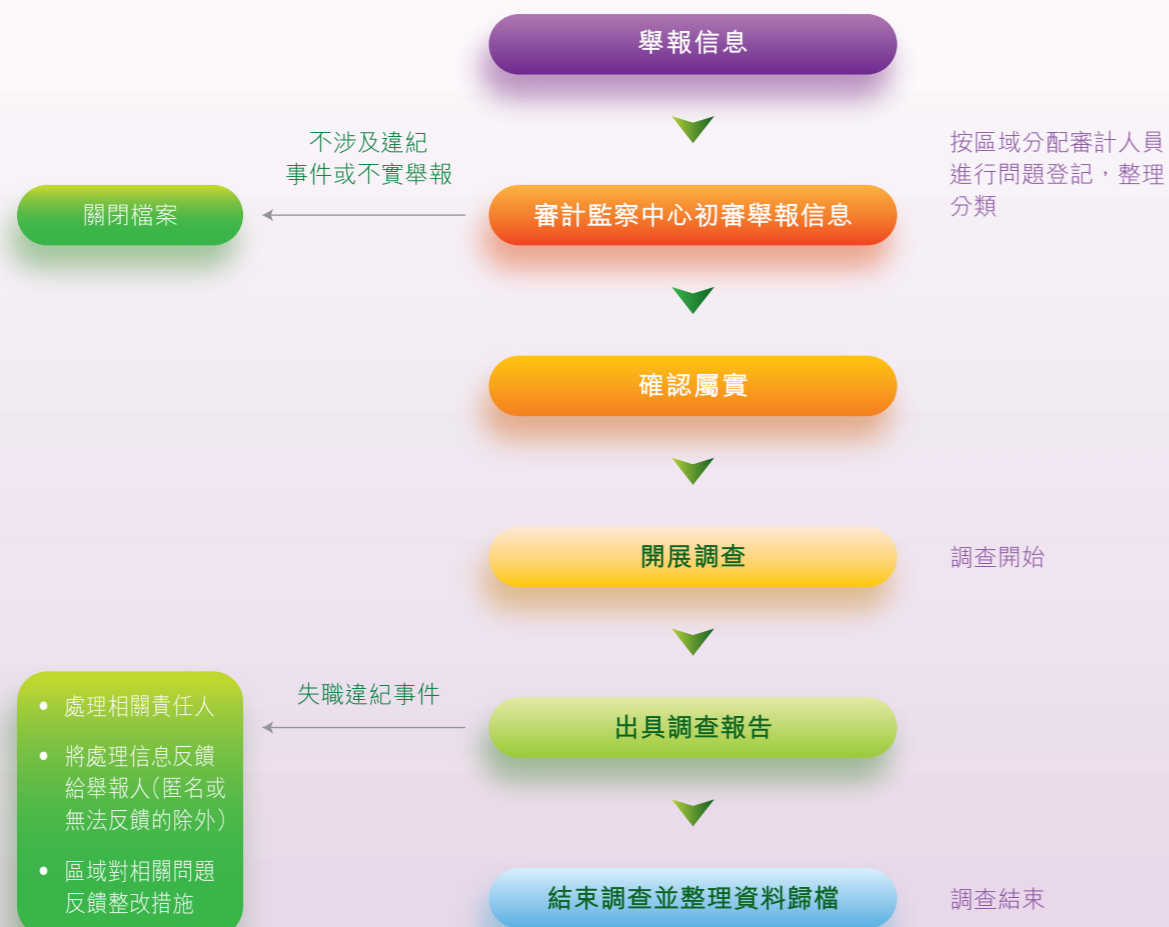 舉報信息
不涉及違紀
事件或不實舉報
按區域分配審計人員
進行問題登記，整理
分類
關閉檔案
審計監察中心初審舉報信息
確認屬實
開展調查
調查開始
失職違紀事件
出具調查報告
• 處理相關責任人
• 將處理信息反饋
給舉報人（匿名或
無法反饋的除外）
• 區域對相關問題
反饋整改措施
結束調查並整理資料歸檔
調查結束